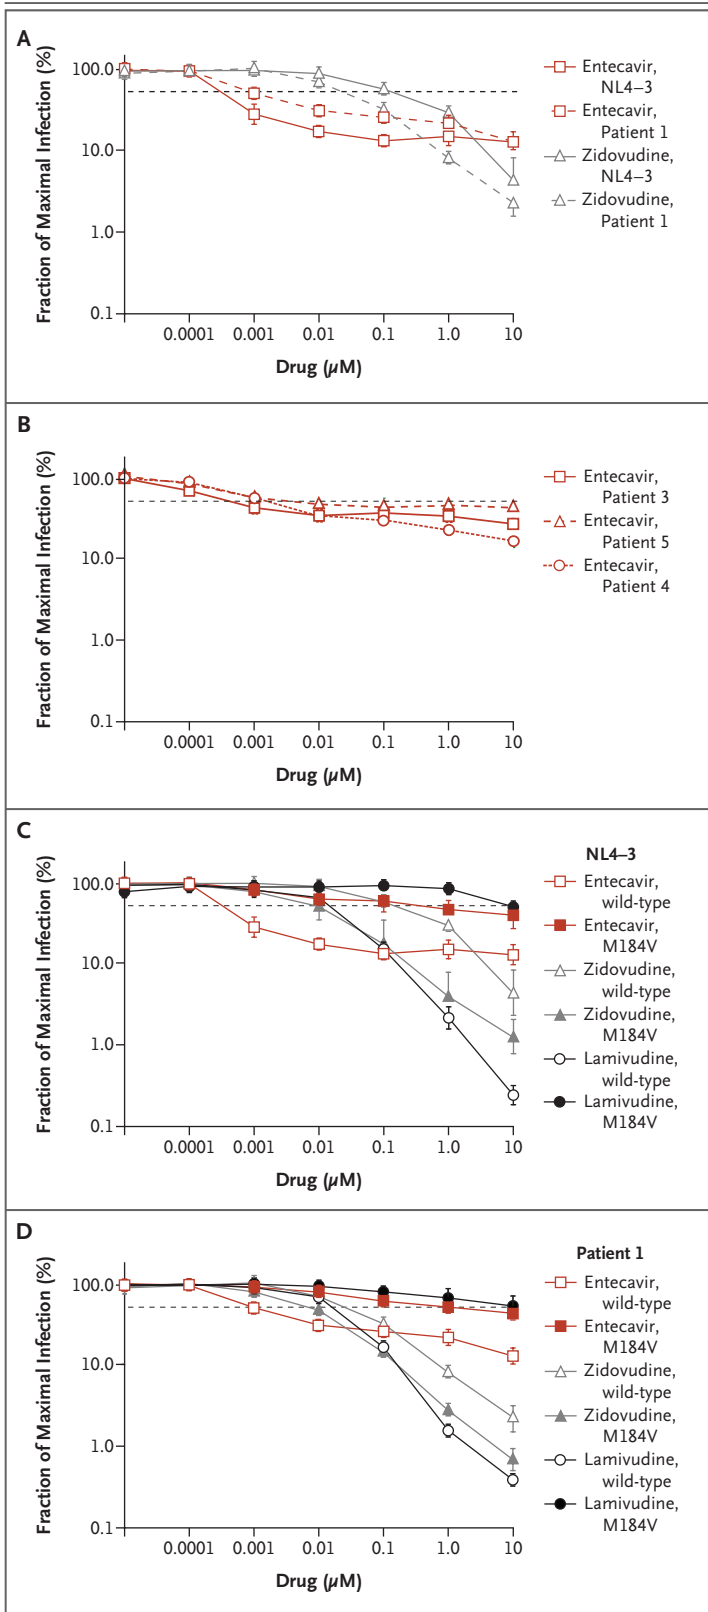 A
Fraction of Maximal Infection (%)
100.0
10.0
1.0
0.1
0.0001 0.001 0.01 0.1 1.0 10
Drug (µM)
Entecavir,
NL4–3
Entecavir,
Patient 1
Zidovudine,
NL4–3
Zidovudine,
Patient 1
B
Fraction of Maximal Infection (%)
100.0
10.0
1.0
0.1
0.0001 0.001 0.01 0.1 1.0 10
Drug (µM)
Entecavir,
Patient 3
Entecavir,
Patient 5
Entecavir,
Patient 4
C
Fraction of Maximal Infection (%)
100.0
10.0
1.0
0.1
0.0001 0.001 0.01 0.1 1.0 10
Drug (µM)
NL4–3
Entecavir,
wild-type
Entecavir,
M184V
Zidovudine,
wild-type
Zidovudine,
M184V
Lamivudine,
wild-type
Lamivudine,
M184V
D
Fraction of Maximal Infection (%)
100.0
10.0
1.0
0.1
0.0001 0.001 0.01 0.1 1.0 10
Drug (µM)
Patient 1
Entecavir,
wild-type
Entecavir,
M184V
Zidovudine,
wild-type
Zidovudine,
M184V
Lamivudine,
wild-type
Lamivudine,
M184V